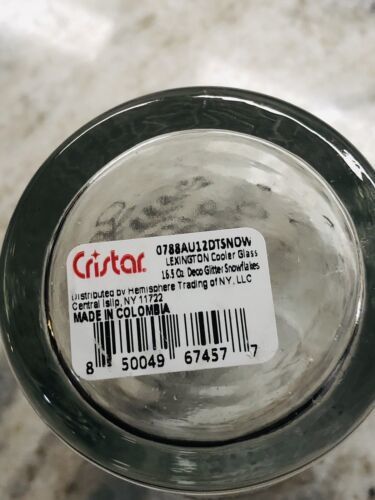 Cristar
0788AU12DTSNOW
LEXINGTON Cooler Glass
16.5 Oz. Deco Glitter Snowflakes
Distributed by Hemisphere Trading of NY, LLC
Central Islip, NY 11722
MADE IN COLOMBIA
8 50049 67457 7